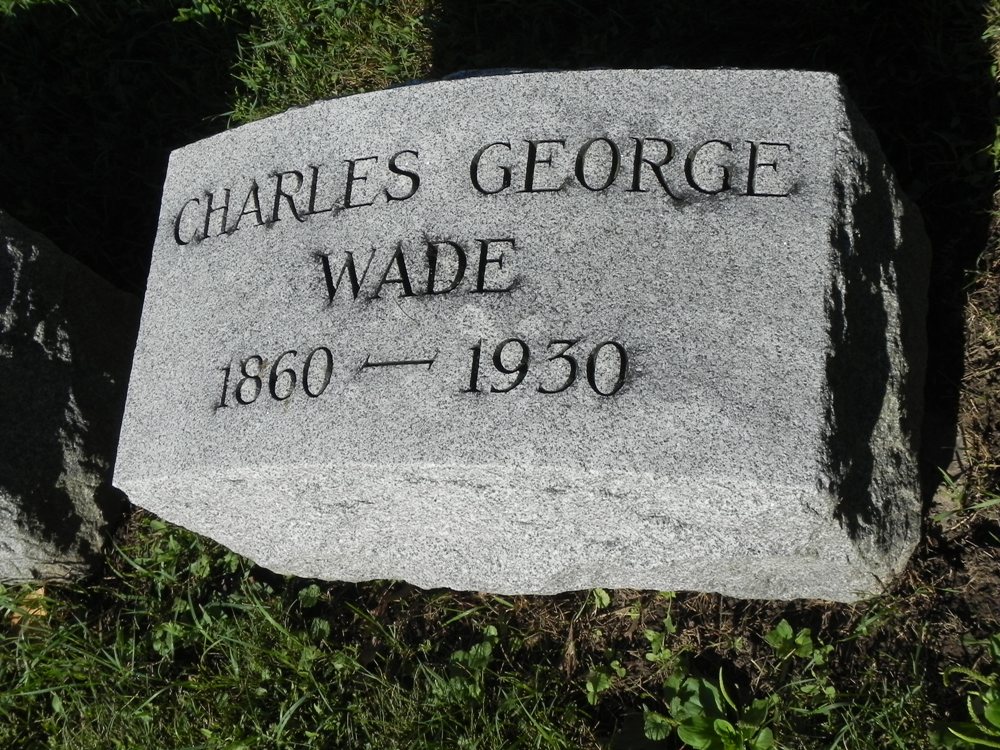 CHARLES GEORGE
WADE
1860 — 1930